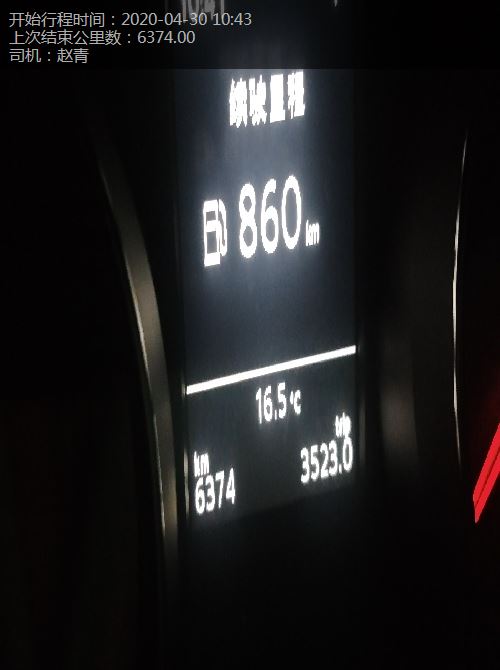 开始行程时间：2020-04-30 10:43
上次结束公里数：6374.00
司机：赵青
续驶里程
860 km
16.5 °C
km trip
6374 3523.0